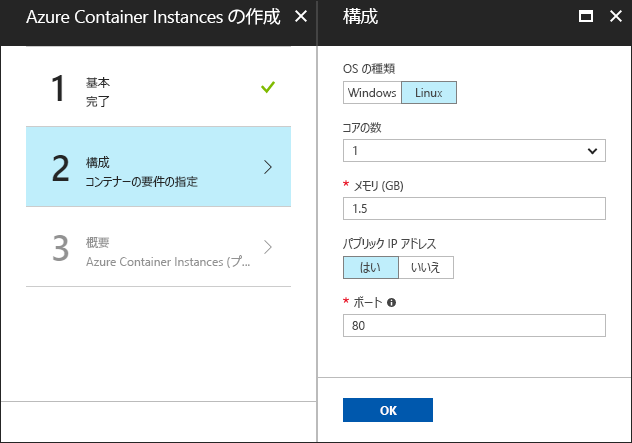 Azure Container Instances の作成
1
基本
完了
2
構成
コンテナーの要件の指定
3
概要
Azure Container Instances (プ...
構成
OS の種類
Windows Linux
コアの数
1
* メモリ (GB)
1.5
パブリック IP アドレス
はい いいえ
* ポート
80
OK